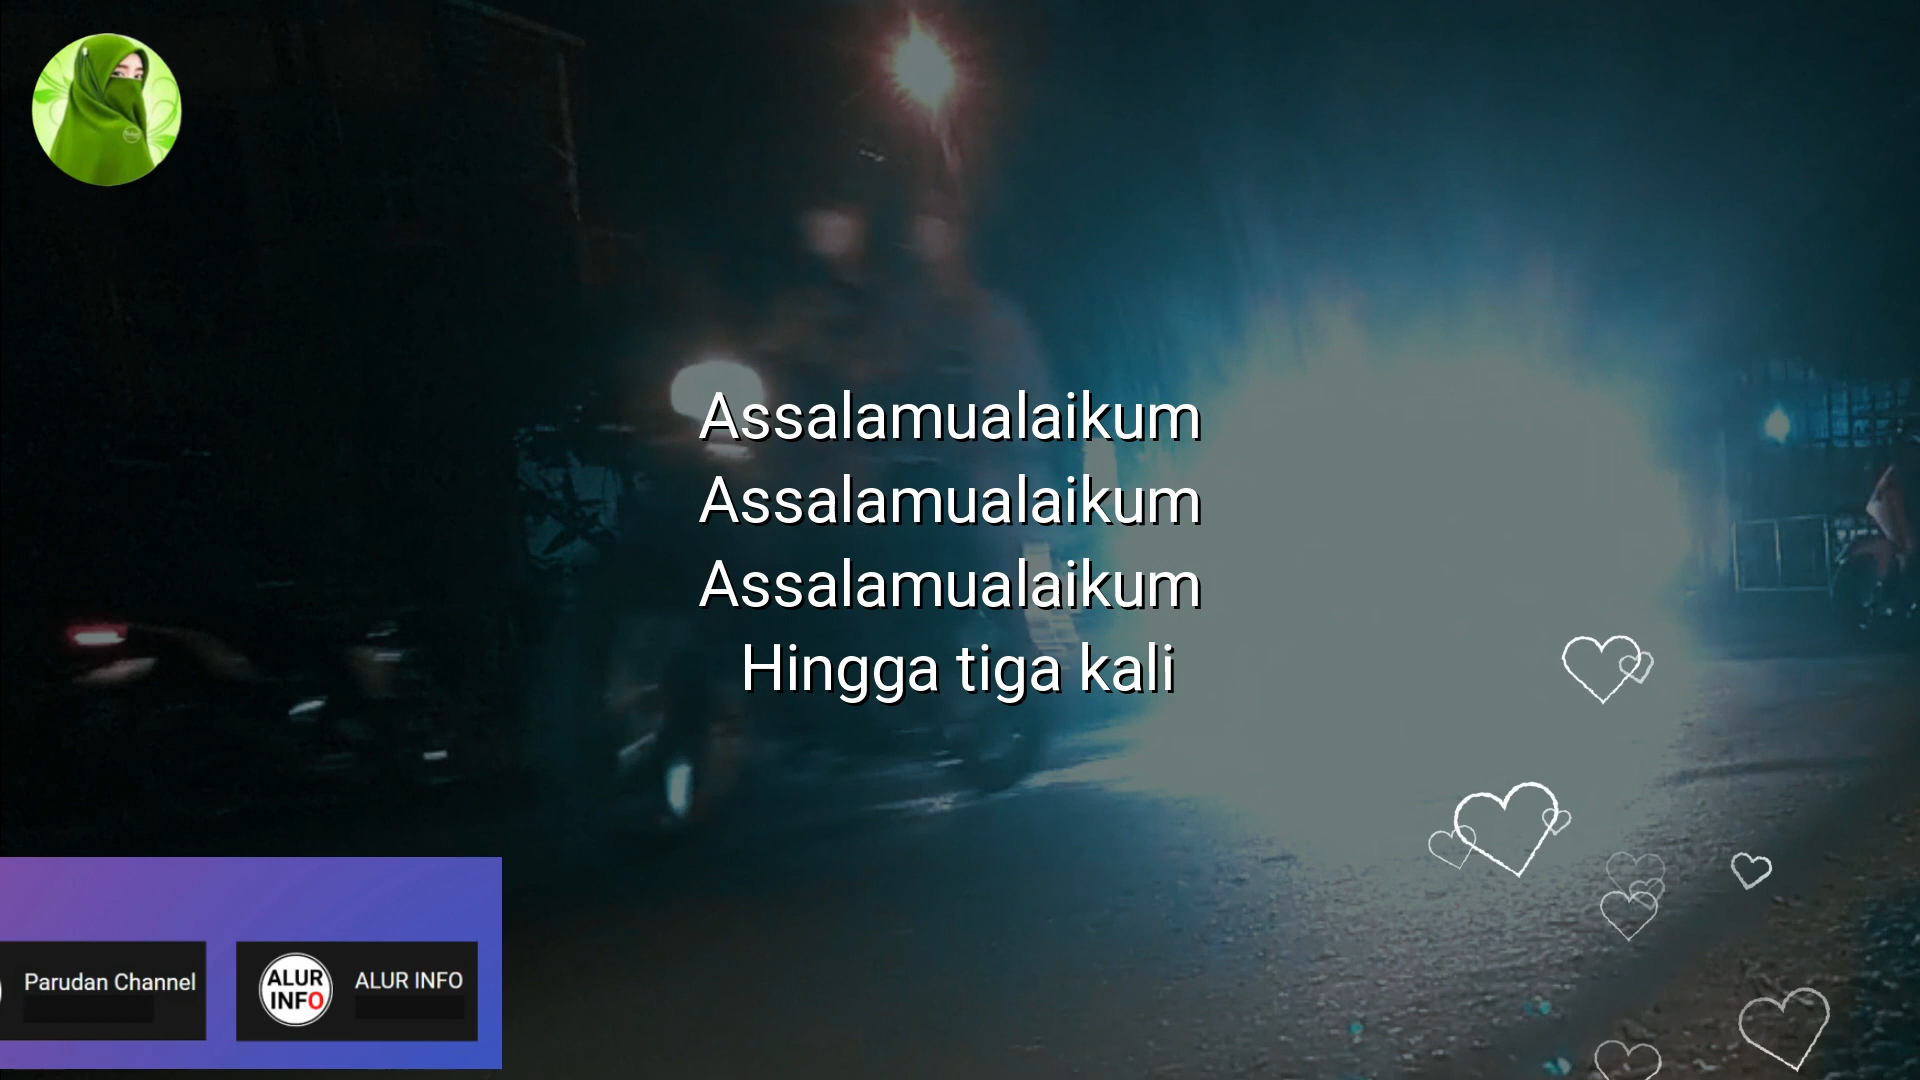 Assalamualaikum
Assalamualaikum
Assalamualaikum
Hingga tiga kali
Parudan Channel
ALUR
INFO
ALUR INFO